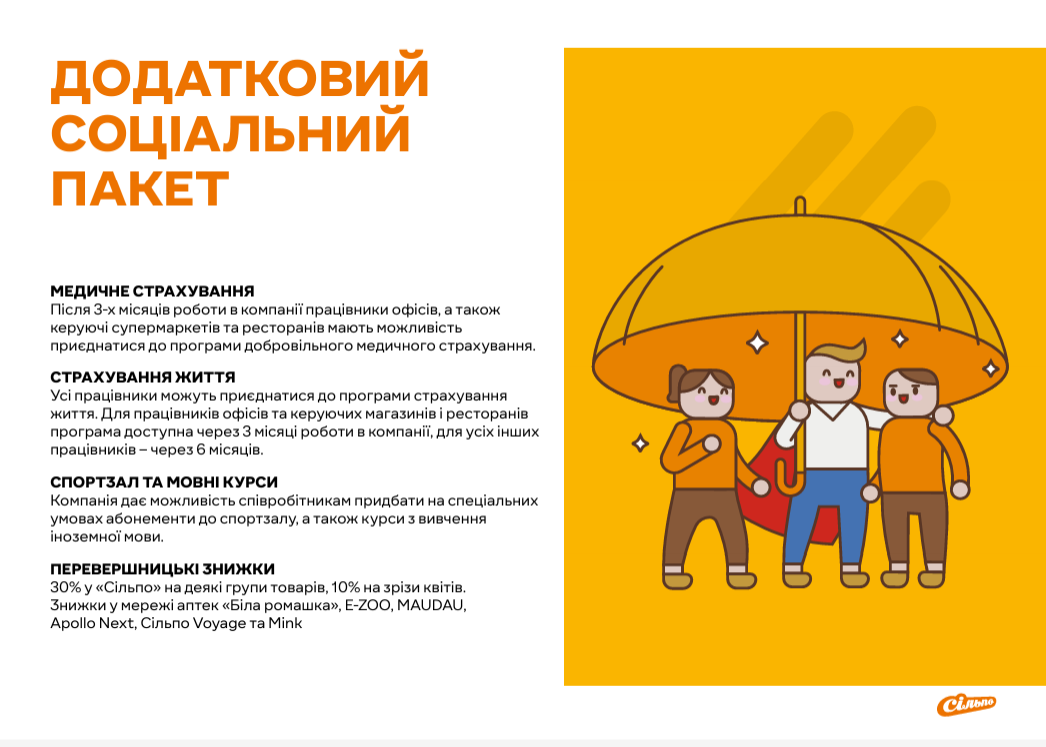 ДОДАТКОВИЙ
СОЦІАЛЬНИЙ
ПАКЕТ
МЕДИЧНЕ СТРАХУВАННЯ
Після 3-х місяців роботи в компанії працівники офісів, а також
керуючі супермаркетів та ресторанів мають можливість
приєднатися до програми добровільного медичного страхування.
СТРАХУВАННЯ ЖИТТЯ
Усі працівники можуть приєднатися до програми страхування
життя. Для працівників офісів та керуючих магазинів і ресторанів
програма доступна через 3 місяці роботи в компанії, для усіх інших
працівників – через 6 місяців.
СПОРТЗАЛ ТА МОВНІ КУРСИ
Компанія дає можливість співробітникам придбати на спеціальних
умовах абонементи до спортзалу, а також курси з вивчення
іноземної мови.
ПЕРЕВЕРШНИЦЬКІ ЗНИЖКИ
30% у «Сільпо» на деякі групи товарів, 10% на зрізи квітів.
Знижки у мережі аптек «Біла ромашка», E-ZOO, MAUDAU,
Apollo Next, Сільпо Voyage та Mink
Сільпо